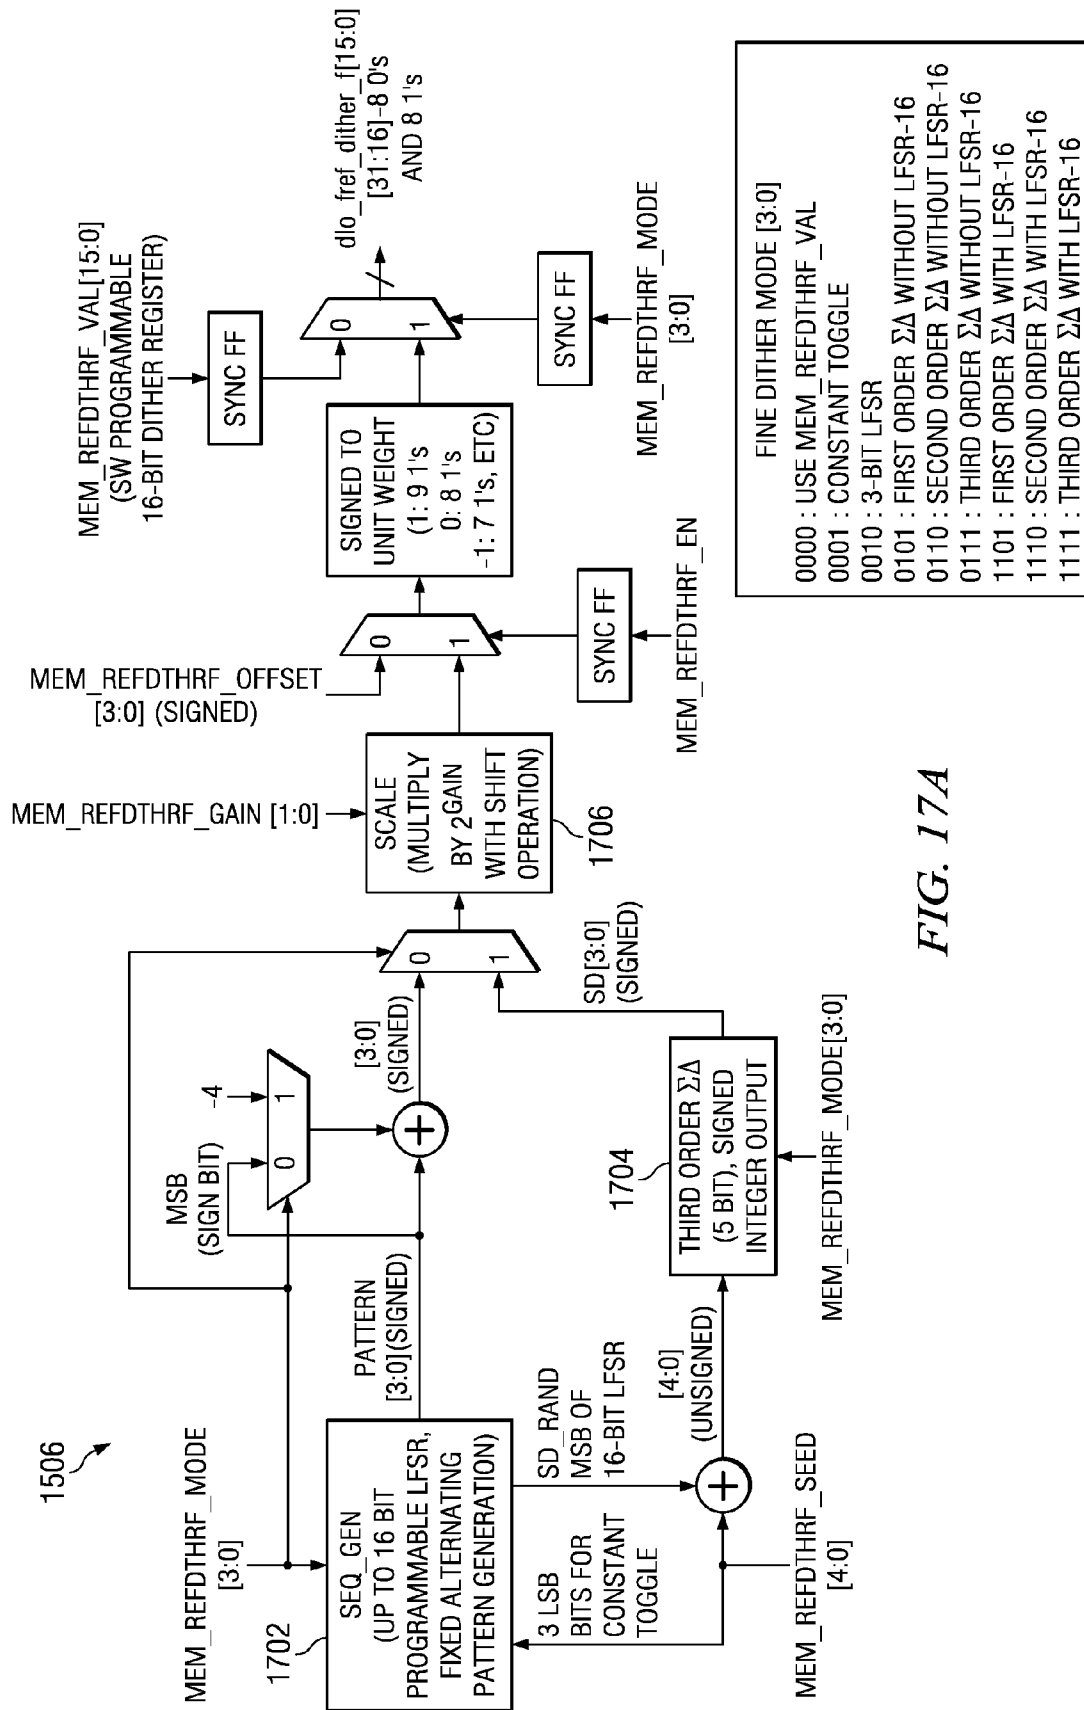 1506
MEM_REFDTHRF_MODE
[3:0]
1702
SEQ_GEN
(UP TO 16 BIT
PROGRAMMABLE LFSR,
FIXED ALTERNATING
PATTERN GENERATION)
3 LSB
BITS FOR
CONSTANT
TOGGLE
MEM_REFDTHRF_SEED
[4:0]
SD_RAND
MSB OF
16-BIT LFSR
PATTERN
[3:0](SIGNED)
MSB
(SIGN BIT)
-4
0
1
+
+
[4:0]
(UNSIGNED)
1704
THIRD ORDER ΣΔ
(5 BIT), SIGNED
INTEGER OUTPUT
MEM_REFDTHRF_MODE[3:0]
[3:0]
(SIGNED)
SD[3:0]
(SIGNED)
0
1
MEM_REFDTHRF_GAIN [1:0]
SCALE
(MULTIPLY
BY 2^GAIN
WITH SHIFT
OPERATION)
1706
MEM_REFDTHRF_OFFSET
[3:0] (SIGNED)
0
1
SYNC FF
MEM_REFDTHRF_EN
SIGNED TO
UNIT WEIGHT
(1: 9 1's
0: 8 1's
-1: 7 1's, ETC)
MEM_REFDTHRF_VAL[15:0]
(SW PROGRAMMABLE
16-BIT DITHER REGISTER)
SYNC FF
0
1
SYNC FF
MEM_REFDTHRF_MODE
[3:0]
dlo_fref_dither_f[15:0]
[31:16]-8 0's
AND 8 1's
FINE DITHER MODE [3:0]
0000 : USE MEM_REFDTHRF_VAL
0001 : CONSTANT TOGGLE
0010 : 3-BIT LFSR
0101 : FIRST ORDER ΣΔ WITHOUT LFSR-16
0110 : SECOND ORDER ΣΔ WITHOUT LFSR-16
0111 : THIRD ORDER ΣΔ WITHOUT LFSR-16
1101 : FIRST ORDER ΣΔ WITH LFSR-16
1110 : SECOND ORDER ΣΔ WITH LFSR-16
1111 : THIRD ORDER ΣΔ WITH LFSR-16
FIG. 17A